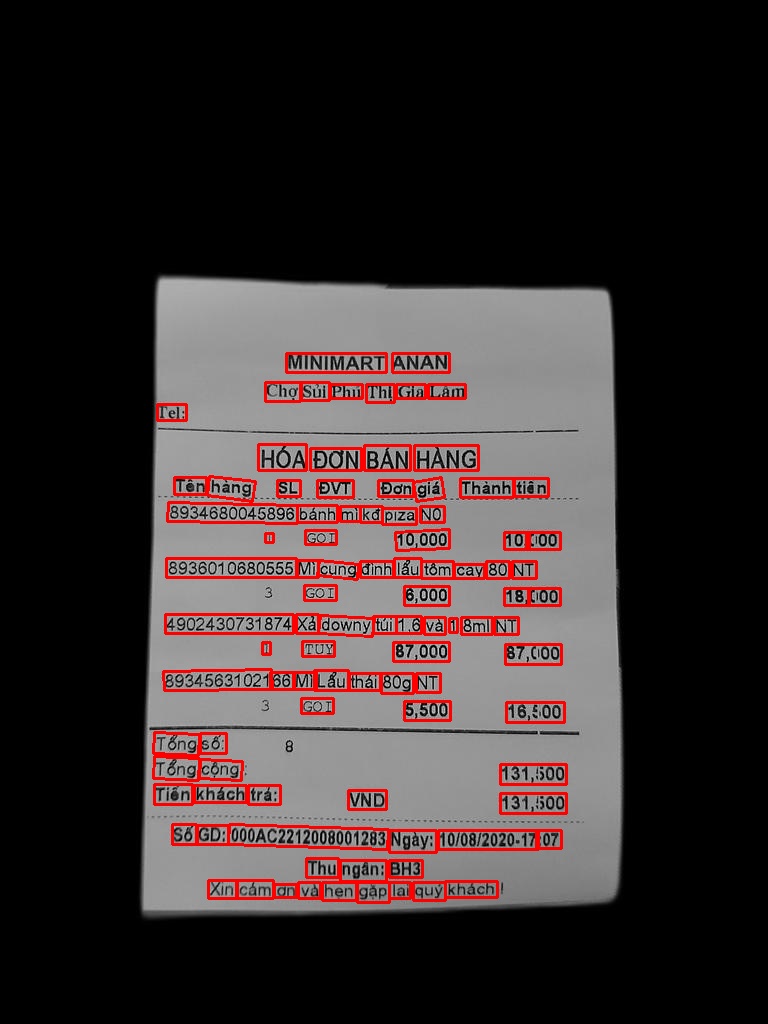 MINIMART ANAN
Chợ Sủi Phú Thị Gia Lâm
Tel:
HÓA ĐƠN BÁN HÀNG
Tên hàng SL ĐVT Đơn giá Thành tiền
8934680045896 bánh mì kđ piza N0
GOI 10,000 10,000
8936010680555 Mì cung đình lẩu tôm cay 80 NT
3 GOI 6,000 18,000
4902430731874 Xả downy túi 1.6 và 1 8ml NT
1 TUY 87,000 87,000
8934563102166 Mì Lẩu thái 80g NT
3 GOI 5,500 16,500
Tổng số: 8
Tổng cộng:
131,500
Tiền khách trả: VND 131,500
Số GD: 000AC2212008001283 Ngày: 10/08/2020-17:07
Thu ngân: BH3
Xin cảm ơn và hẹn gặp lại quý khách !